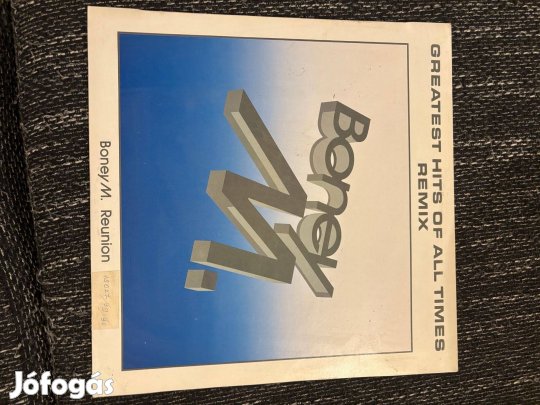 GREATEST HITS OF ALL TIMES
REMIX
Boney
M.
Boney M. Reunion
Jófogás